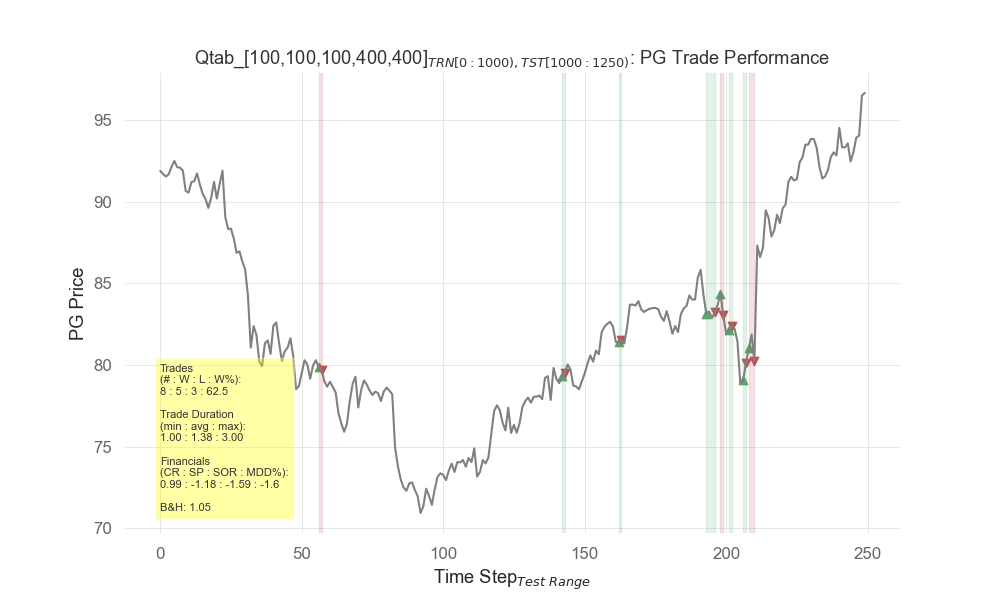 Qtab_[100,100,100,400,400]TRN[0 : 1000), TST[1000 : 1250): PG Trade Performance
PG Price
95
90
85
80
75
70
Trades
(# : W : L : W%):
8 : 5 : 3 : 62.5
Trade Duration
(min : avg : max):
1.00 : 1.38 : 3.00
Financials
(CR : SP : SOR : MDD%):
0.99 : -1.18 : -1.59 : -1.6
B&H: 1.05
0 50 100 150 200 250
Time StepTest Range